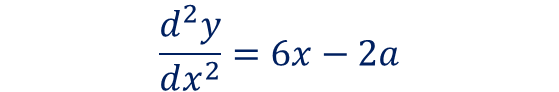 d²y/dx² = 6x − 2a